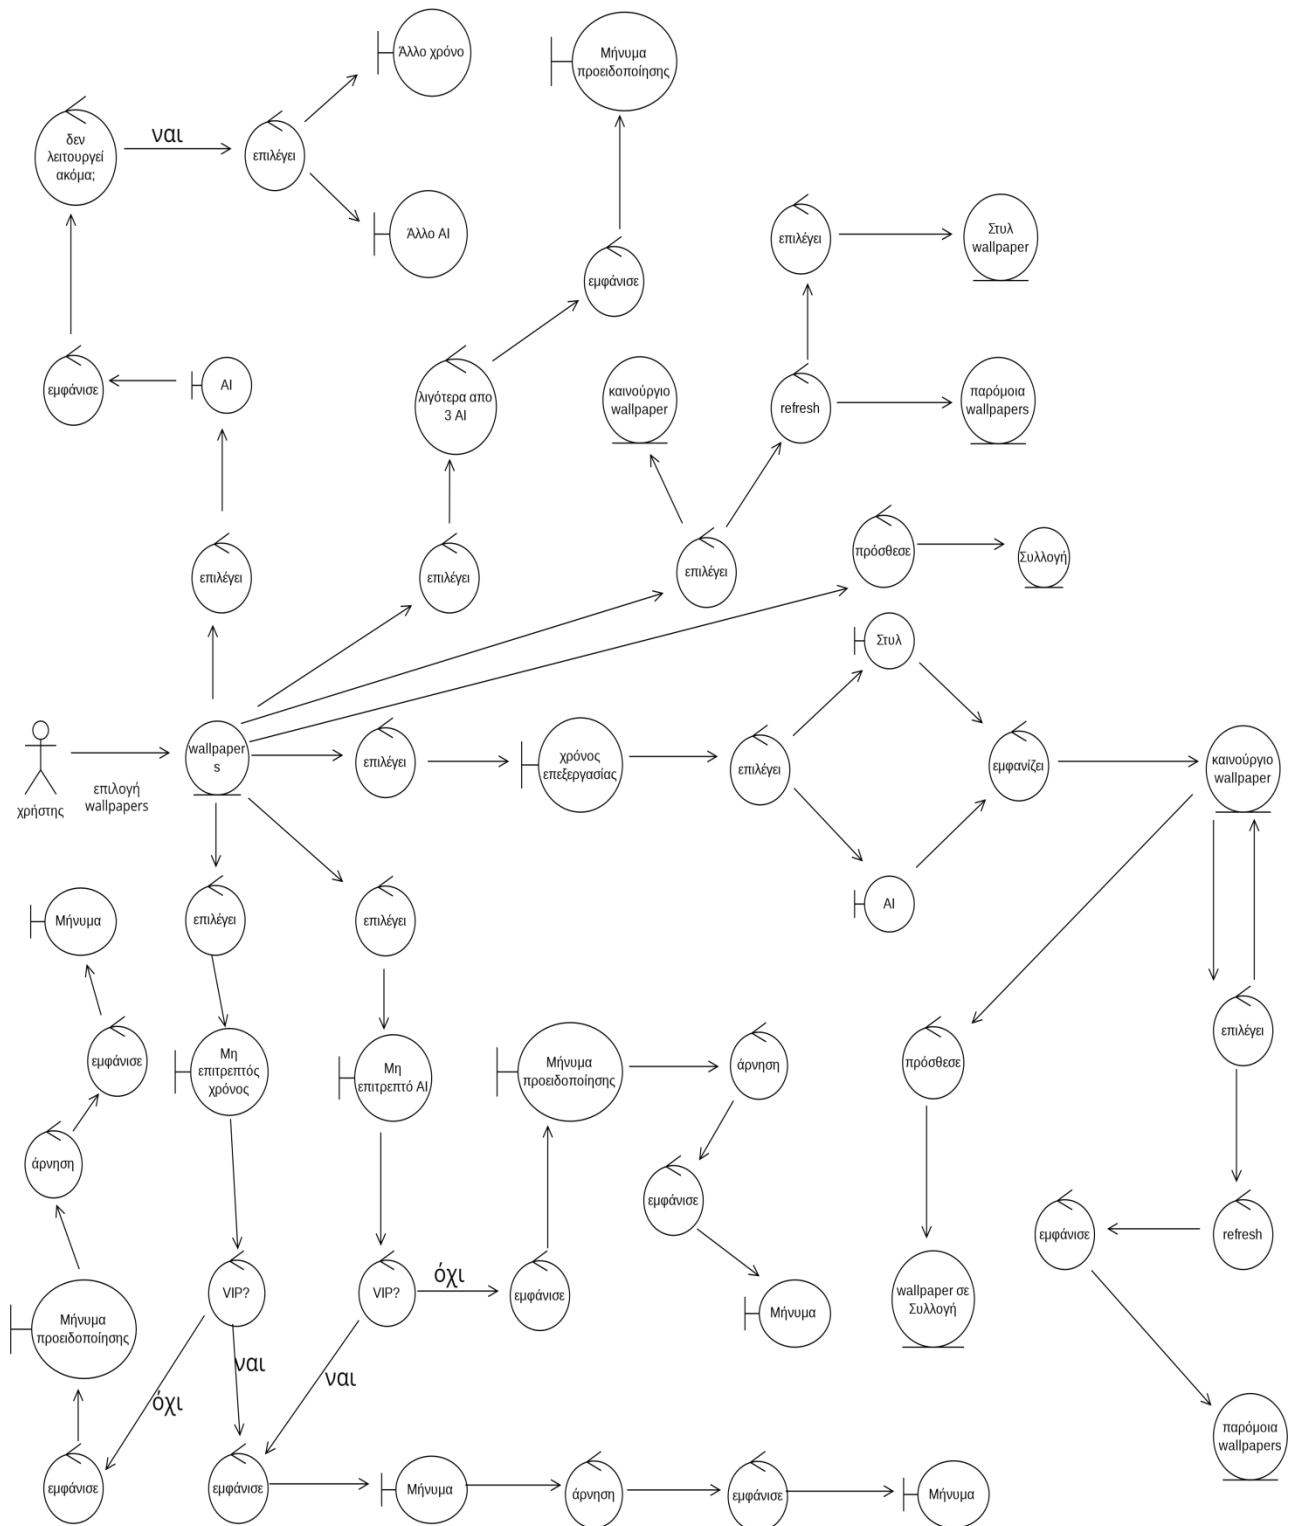 Άλλο χρόνο
Μήνυμα
προειδοποίησης
δεν
λειτουργεί
ακόμα;
ναι
επιλέγει
Άλλο AI
επιλέγει
Στυλ
wallpaper
εμφάνισε
εμφάνισε
AI
λιγότερα απο
3 AI
καινούργιο
wallpaper
refresh
παρόμοια
wallpapers
επιλέγει
επιλέγει
επιλέγει
πρόσθεσε
Συλλογή
Στυλ
χρήστης
επιλογή
wallpapers
wallpaper
s
επιλέγει
χρόνος
επεξεργασίας
επιλέγει
εμφανίζει
καινούργιο
wallpaper
AI
Μήνυμα
επιλέγει
επιλέγει
εμφάνισε
Μη
επιτρεπτός
χρόνος
Μη
επιτρεπτό AI
Μήνυμα
προειδοποίησης
άρνηση
πρόσθεσε
επιλέγει
άρνηση
εμφάνισε
εμφάνισε
refresh
Μήνυμα
προειδοποίησης
VIP?
VIP?
όχι
εμφάνισε
Μήνυμα
wallpaper σε
Συλλογή
ναι
ναι
όχι
παρόμοια
wallpapers
εμφάνισε
εμφάνισε
Μήνυμα
άρνηση
εμφάνισε
Μήνυμα